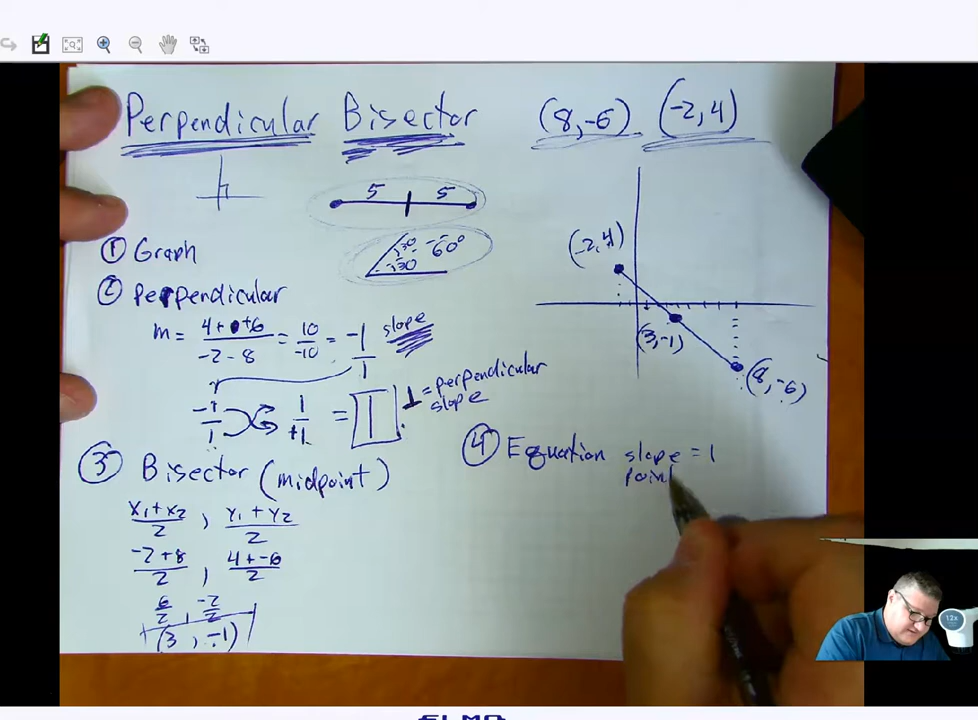 Perpendicular Bisector
(8,-6) (-2,4)
5 5
30 60°
30
① Graph
② Perpendicular
m = 4+6/-2-8 = 10/-10 = -1/1 slope
-1/1 1/+1 = 1 ⊥ = perpendicular slope
③ Bisector (midpoint)
x₁+x₂/2 , y₁+y₂/2
-2+8/2 , 4+-6/2
6/2 , -2/2
(3 , -1)
(-2,4)
(3,-1)
(8,-6)
④ Equation slope = 1
point
1.2x
ELMO